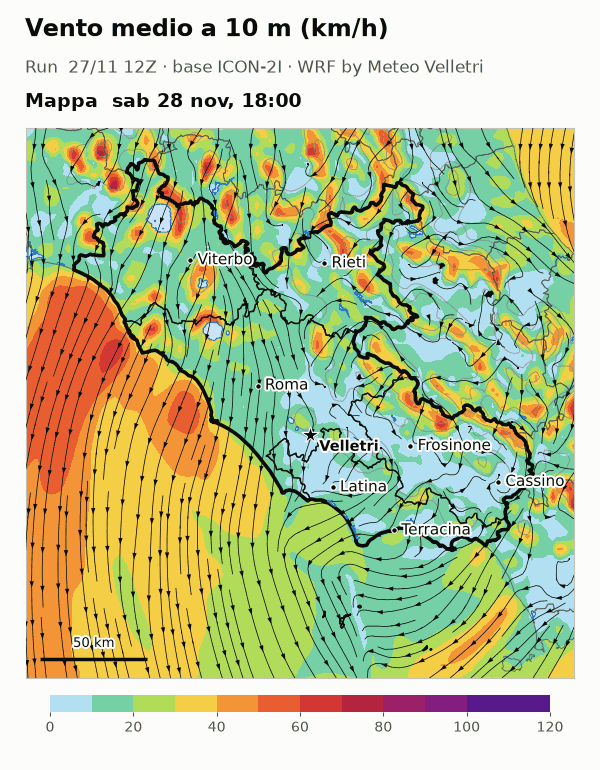 Vento medio a 10 m (km/h)
Run 27/11 12Z · base ICON-2I · WRF by Meteo Velletri
Mappa sab 28 nov, 18:00
Viterbo
Rieti
Roma
Velletri
Frosinone
Latina
Cassino
Terracina
50 km
0 20 40 60 80 100 120